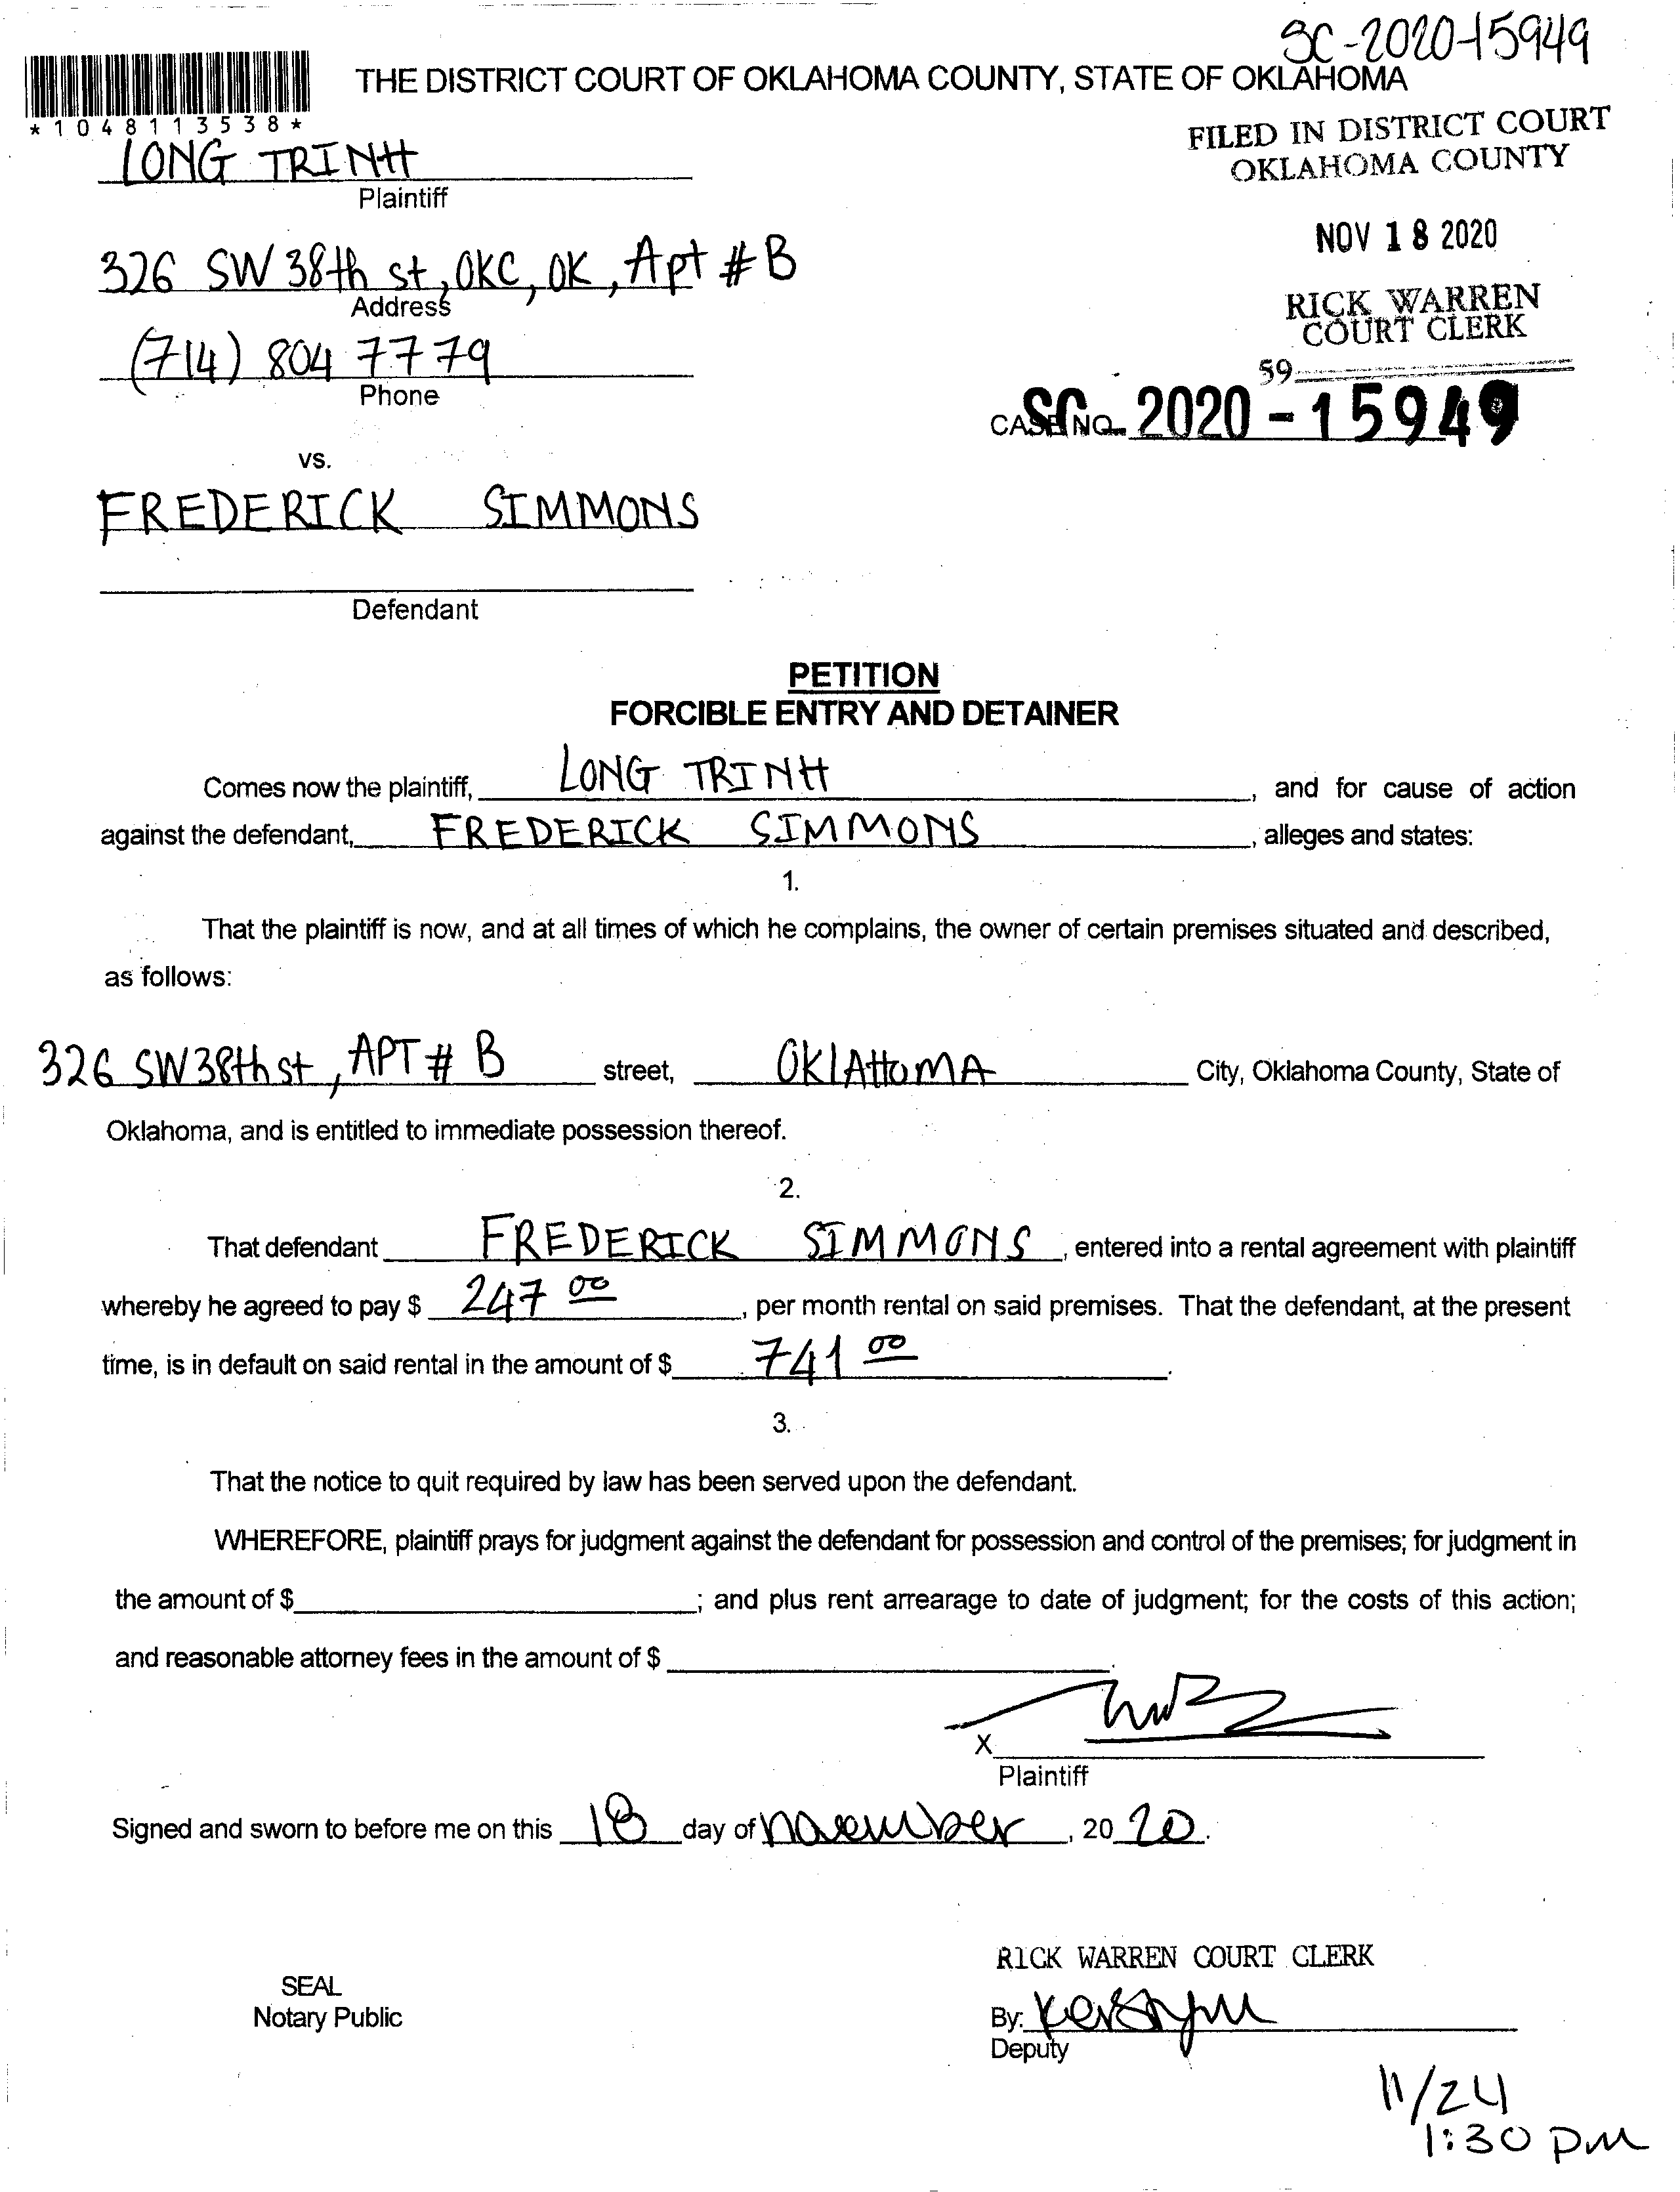 SC-2020-15949
THE DISTRICT COURT OF OKLAHOMA COUNTY, STATE OF OKLAHOMA
*1048113538*
FILED IN DISTRICT COURT
OKLAHOMA COUNTY
LONG TRINH
Plaintiff
NOV 18 2020
326 SW 38th st, OKC, OK, Apt #B
Address
RICK WARREN
COURT CLERK
(714) 804 7779
Phone
59
CASE NO. SC 2020-15949
vs.
FREDERICK SIMMONS
Defendant
PETITION
FORCIBLE ENTRY AND DETAINER
Comes now the plaintiff, LONG TRINH, and for cause of action
against the defendant, FREDERICK SIMMONS, alleges and states:
1.
That the plaintiff is now, and at all times of which he complains, the owner of certain premises situated and described,
as follows:
326 SW 38th st, APT # B street, OKlAHoMA City, Oklahoma County, State of
Oklahoma, and is entitled to immediate possession thereof.
2.
That defendant FREDERICK SIMMONS, entered into a rental agreement with plaintiff
whereby he agreed to pay $ 247 00, per month rental on said premises. That the defendant, at the present
time, is in default on said rental in the amount of $ 741 00.
3.
That the notice to quit required by law has been served upon the defendant.
WHEREFORE, plaintiff prays for judgment against the defendant for possession and control of the premises; for judgment in
the amount of $ ; and plus rent arrearage to date of judgment; for the costs of this action;
and reasonable attorney fees in the amount of $ .
X
Plaintiff
Signed and sworn to before me on this 18 day of november, 20 20.
RICK WARREN COURT CLERK
SEAL
Notary Public
By:
Deputy
11/24
1:30 pm